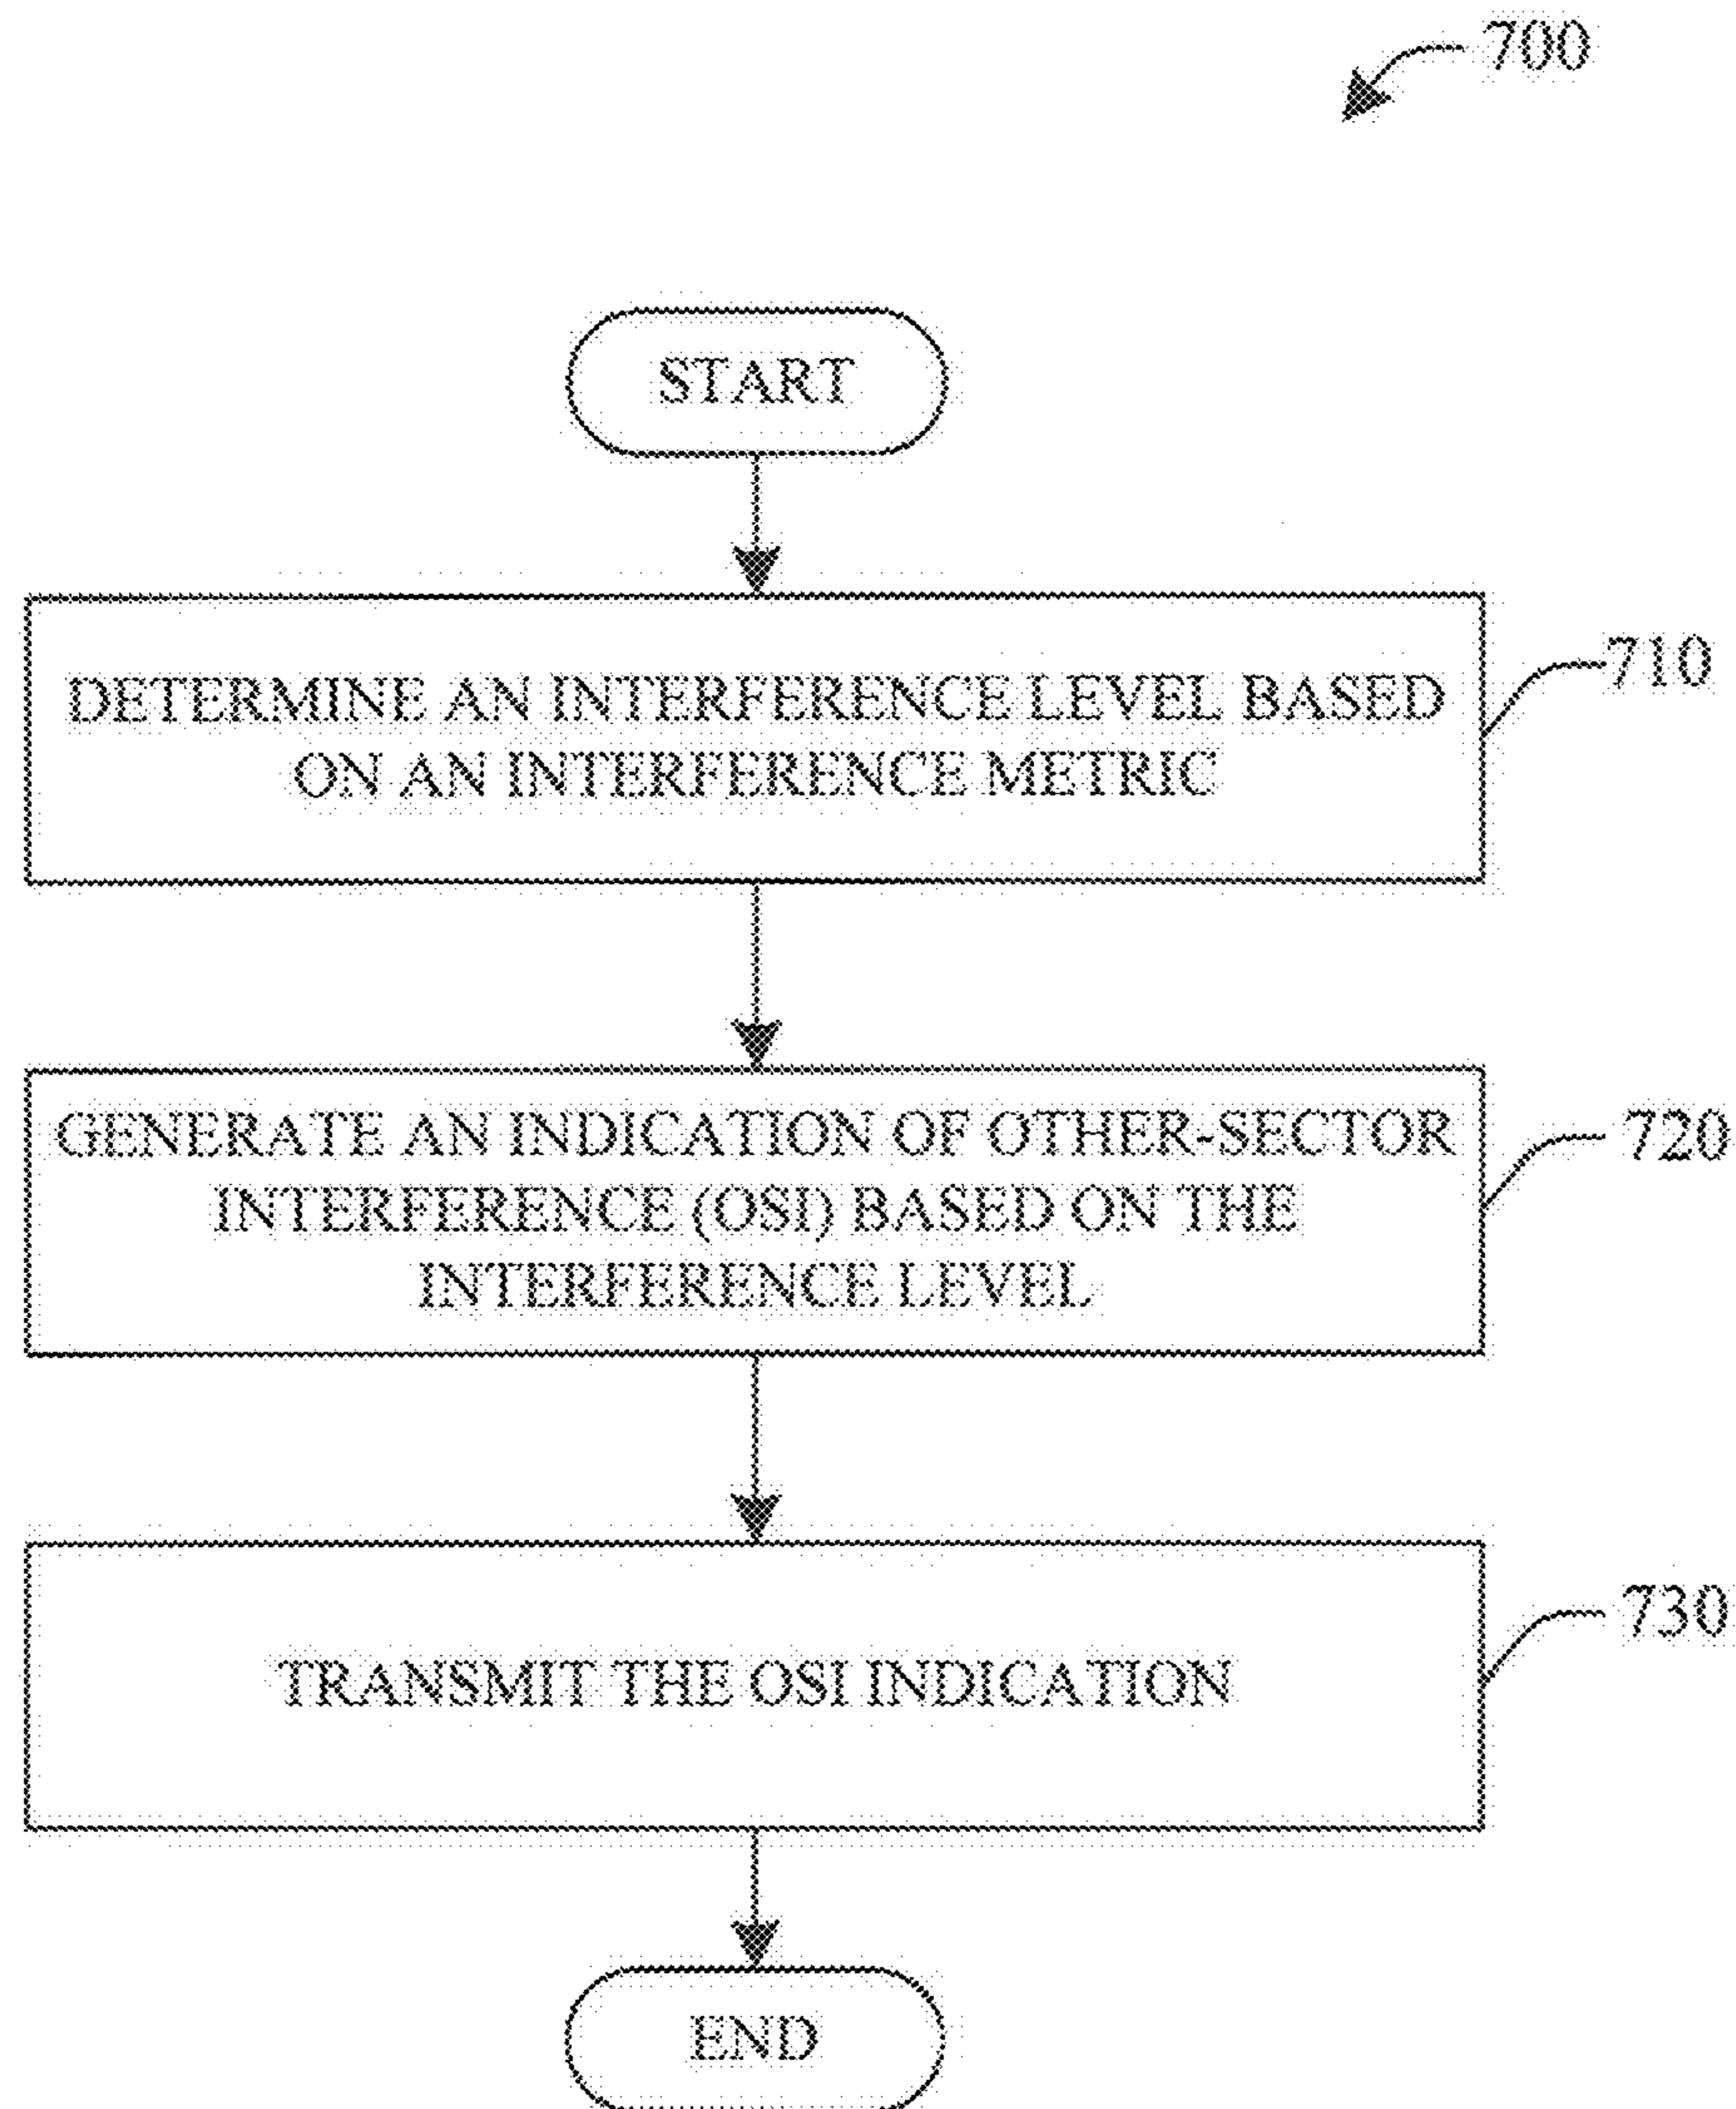 700
START
DETERMINE AN INTERFERENCE LEVEL BASED
ON AN INTERFERENCE METRIC
710
GENERATE AN INDICATION OF OTHER-SECTOR
INTERFERENCE (OSI) BASED ON THE
INTERFERENCE LEVEL
720
TRANSMIT THE OSI INDICATION
730
END